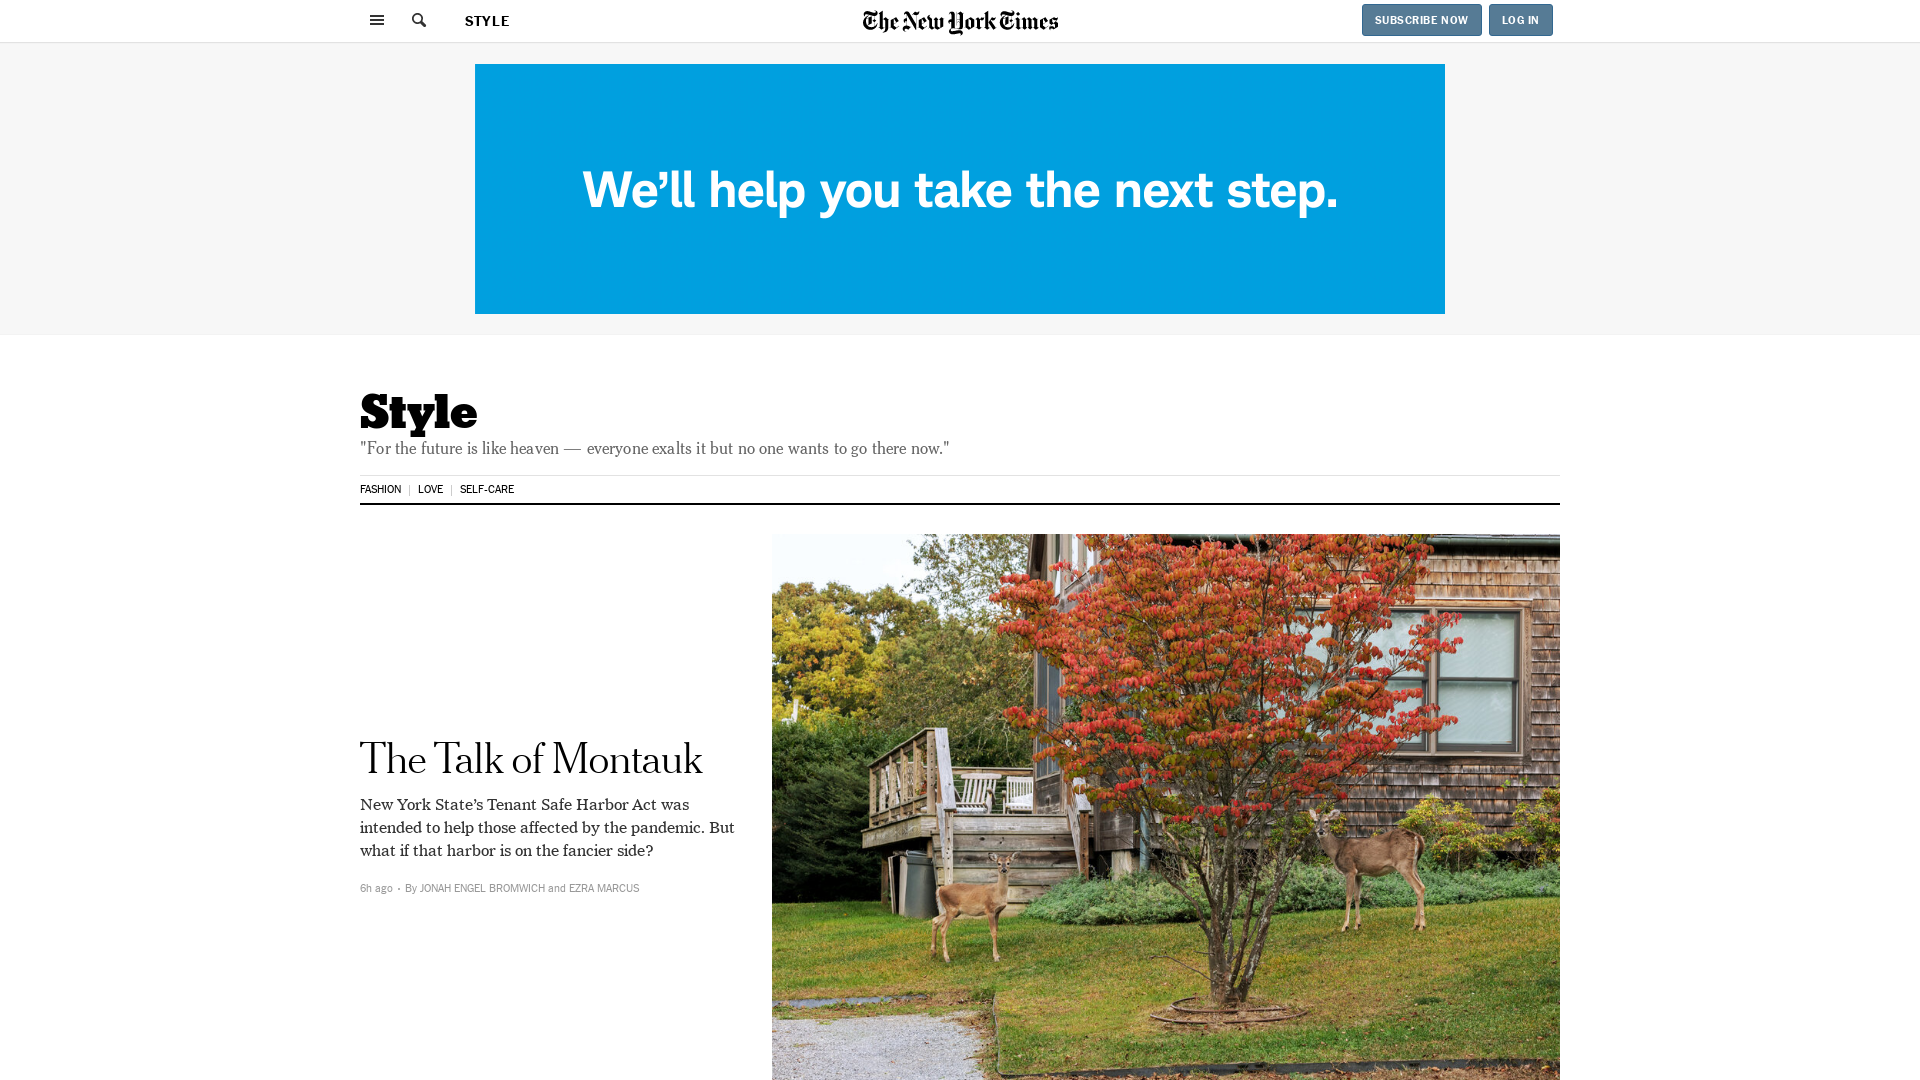 STYLE
The New York Times
SUBSCRIBE NOW
LOG IN
We’ll help you take the next step.
Style
"For the future is like heaven — everyone exalts it but no one wants to go there now."
FASHION | LOVE | SELF-CARE
The Talk of Montauk
New York State’s Tenant Safe Harbor Act was
intended to help those affected by the pandemic. But
what if that harbor is on the fancier side?
6h ago • By JONAH ENGEL BROMWICH and EZRA MARCUS